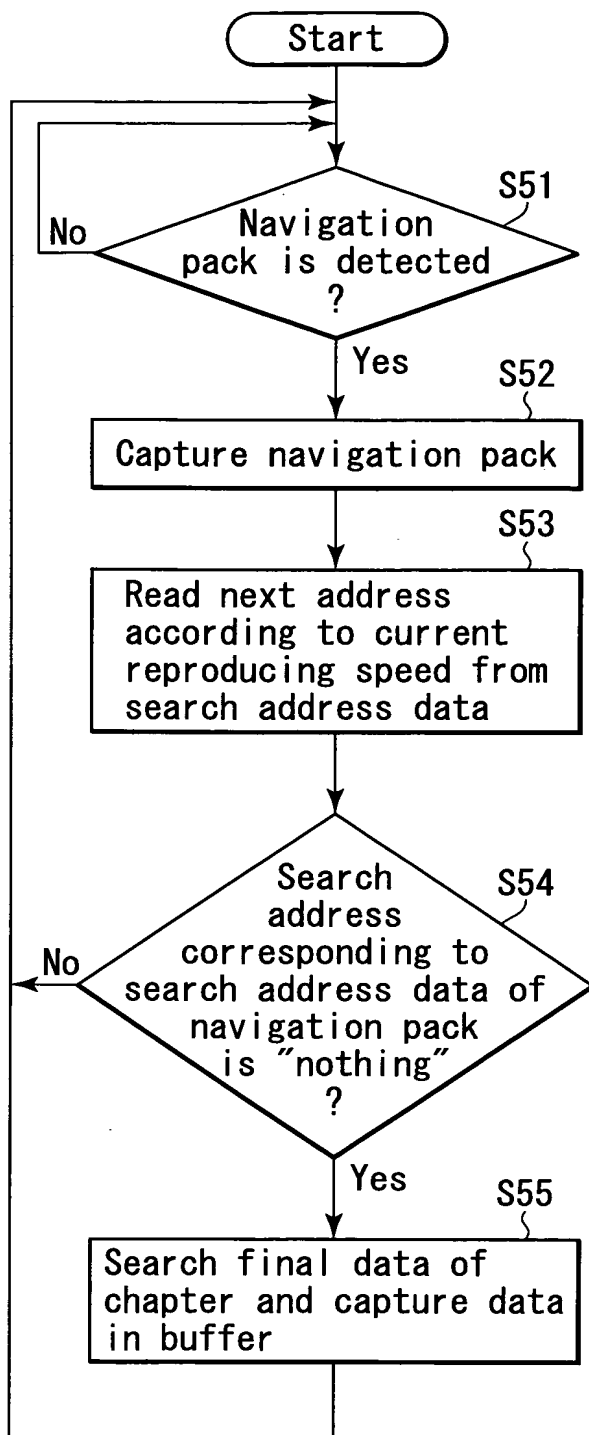 Start
S51
No
Navigation
pack is detected
?
Yes
S52
Capture navigation pack
S53
Read next address
according to current
reproducing speed from
search address data
S54
Search
address
corresponding to
No
search address data of
navigation pack
is "nothing"
?
Yes
S55
Search final data of
chapter and capture data
in buffer